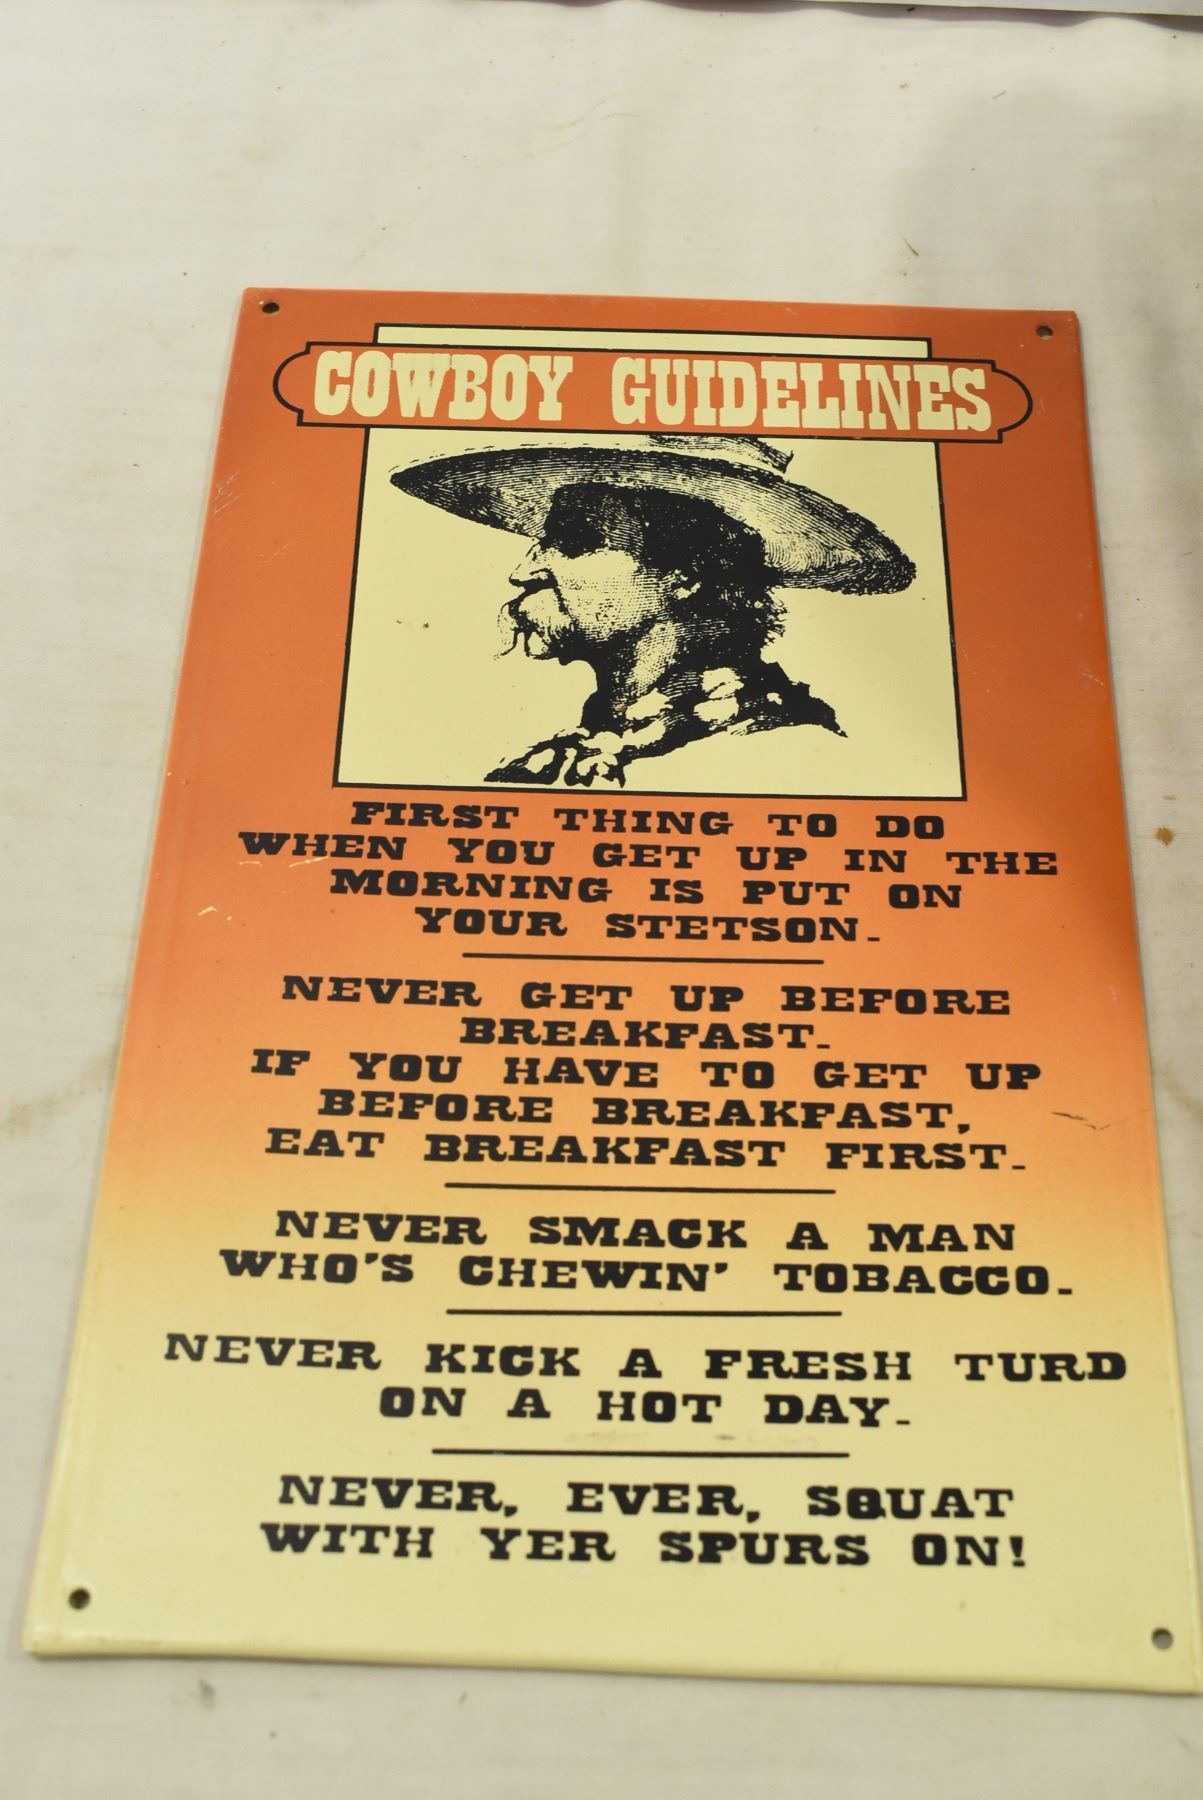 COWBOY GUIDELINES
FIRST THING TO DO
WHEN YOU GET UP IN THE
MORNING IS PUT ON
YOUR STETSON.
NEVER GET UP BEFORE
BREAKFAST.
IF YOU HAVE TO GET UP
BEFORE BREAKFAST,
EAT BREAKFAST FIRST.
NEVER SMACK A MAN
WHO'S CHEWIN' TOBACCO.
NEVER KICK A FRESH TURD
ON A HOT DAY.
NEVER, EVER, SQUAT
WITH YER SPURS ON!